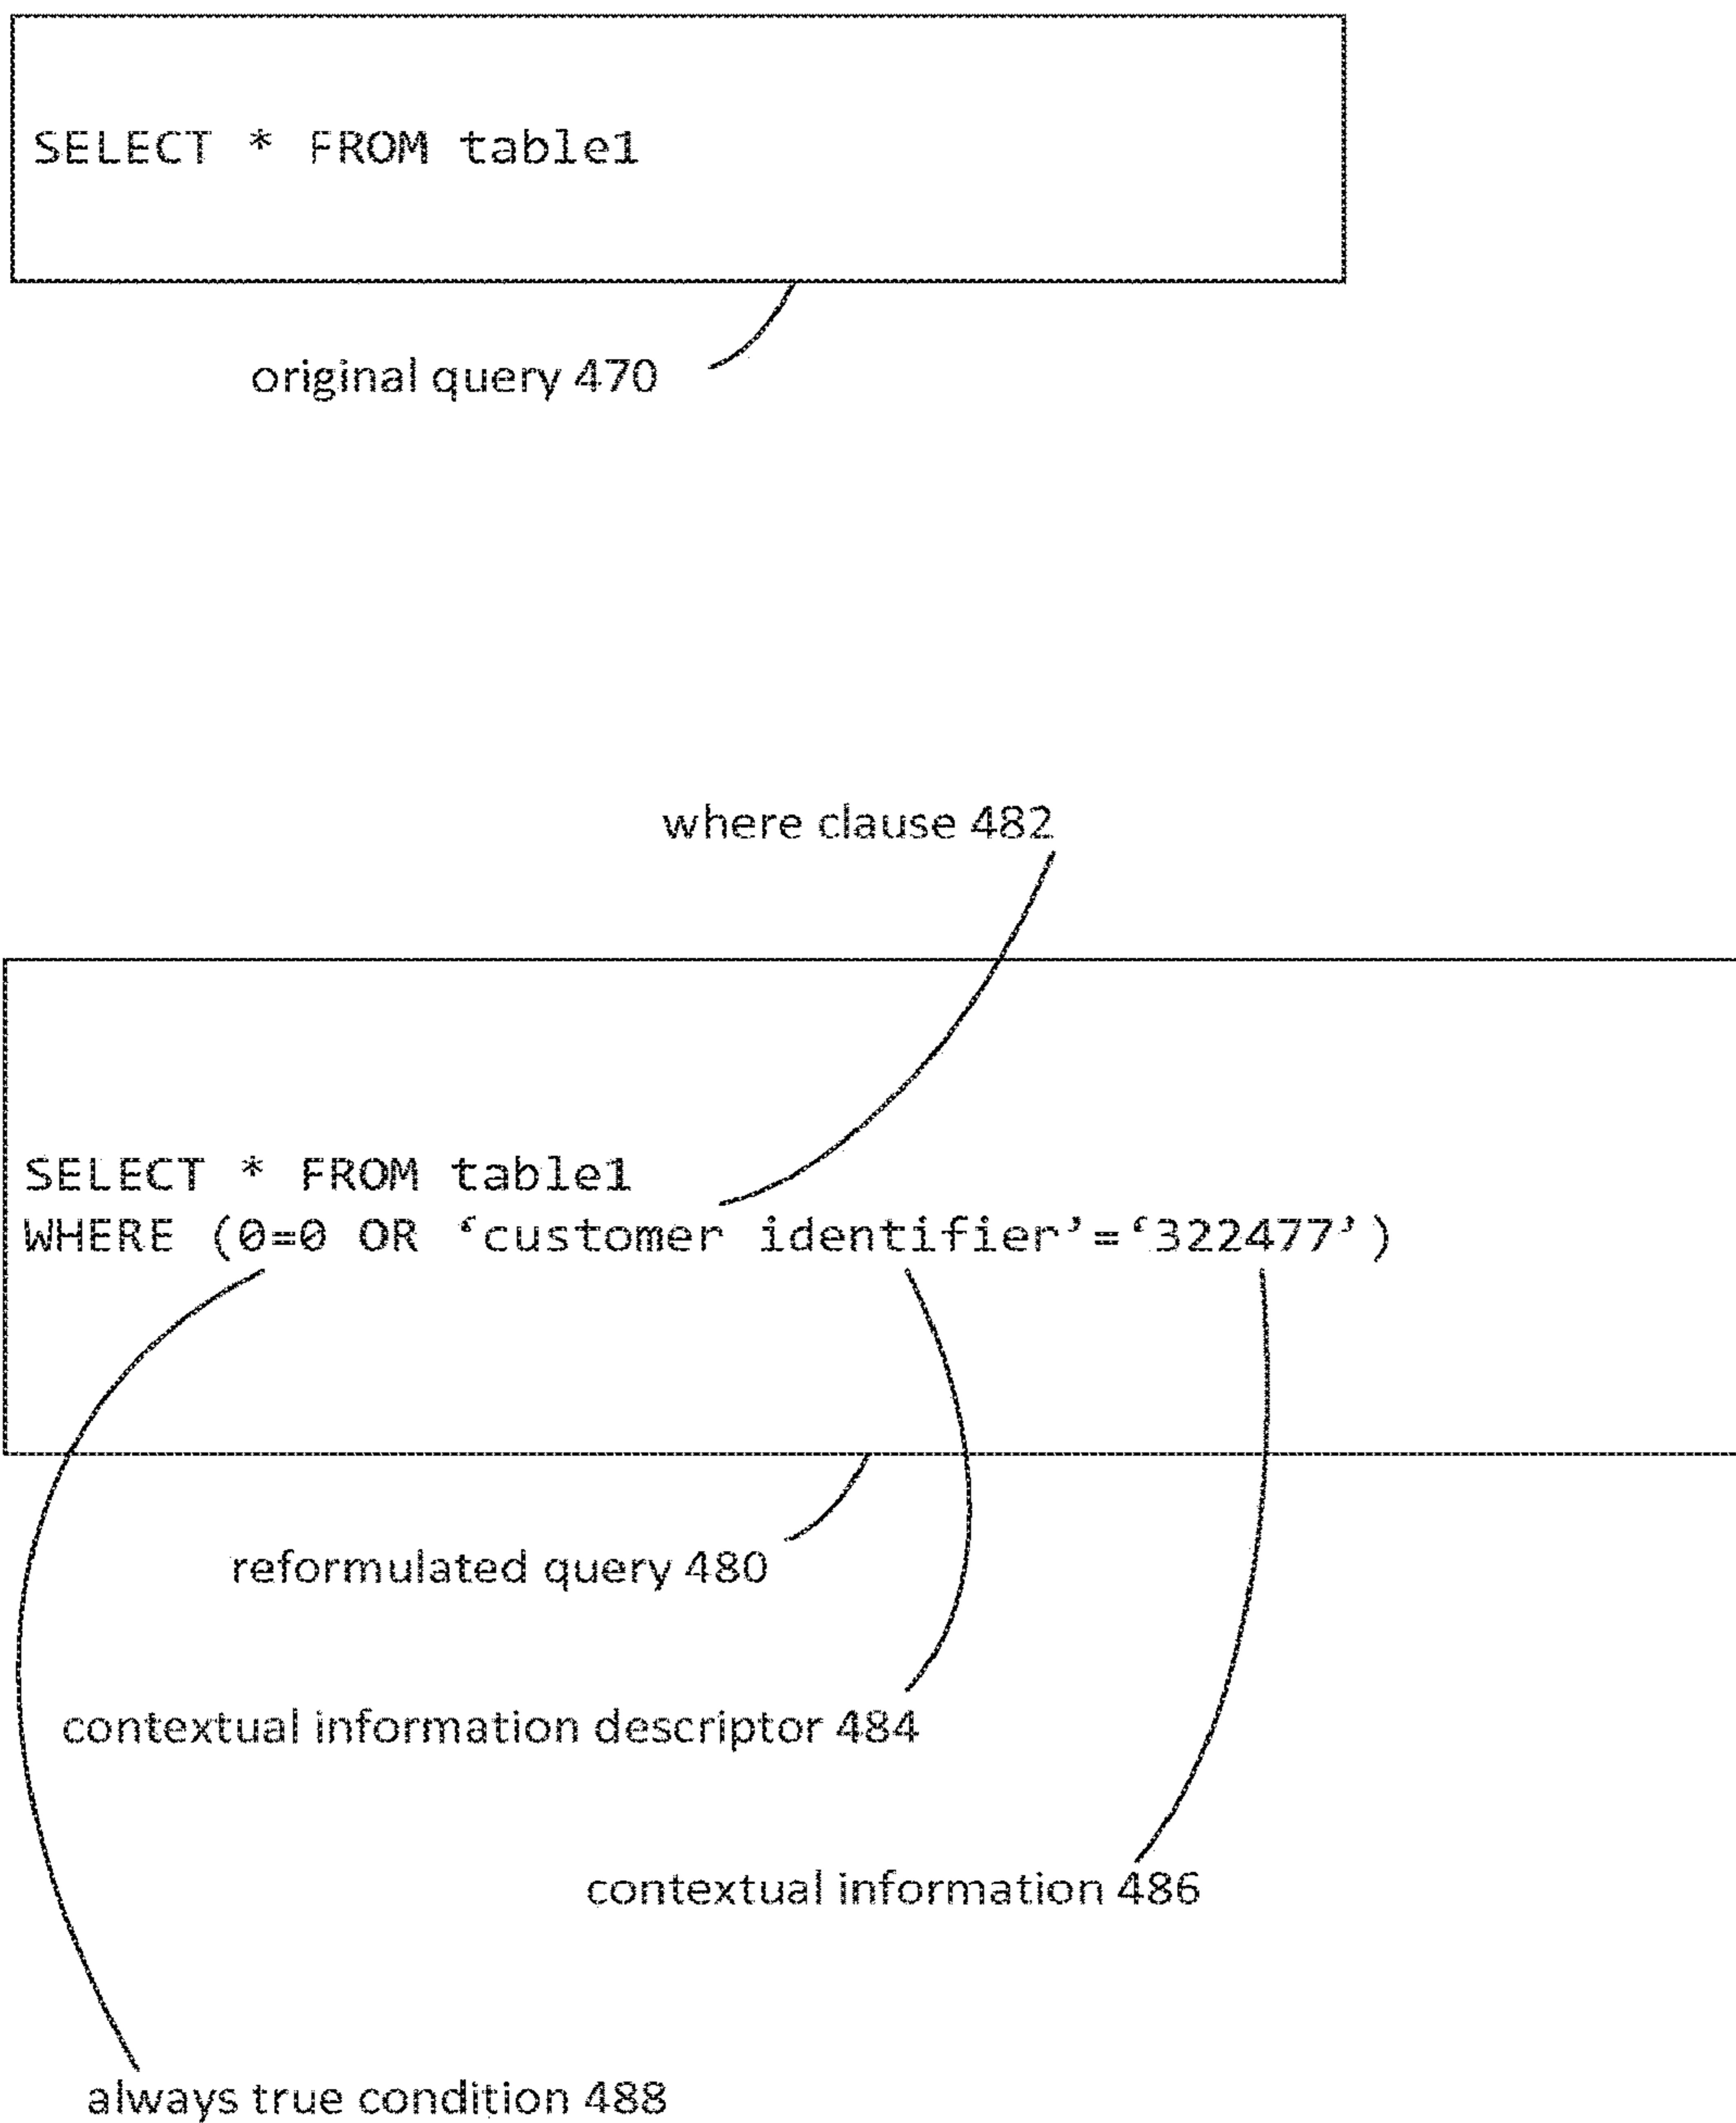 SELECT * FROM table1
original query 470
where clause 482
SELECT * FROM table1
WHERE (0=0 OR ‘customer identifier’=‘322477’)
reformulated query 480
contextual information descriptor 484
contextual information 486
always true condition 488